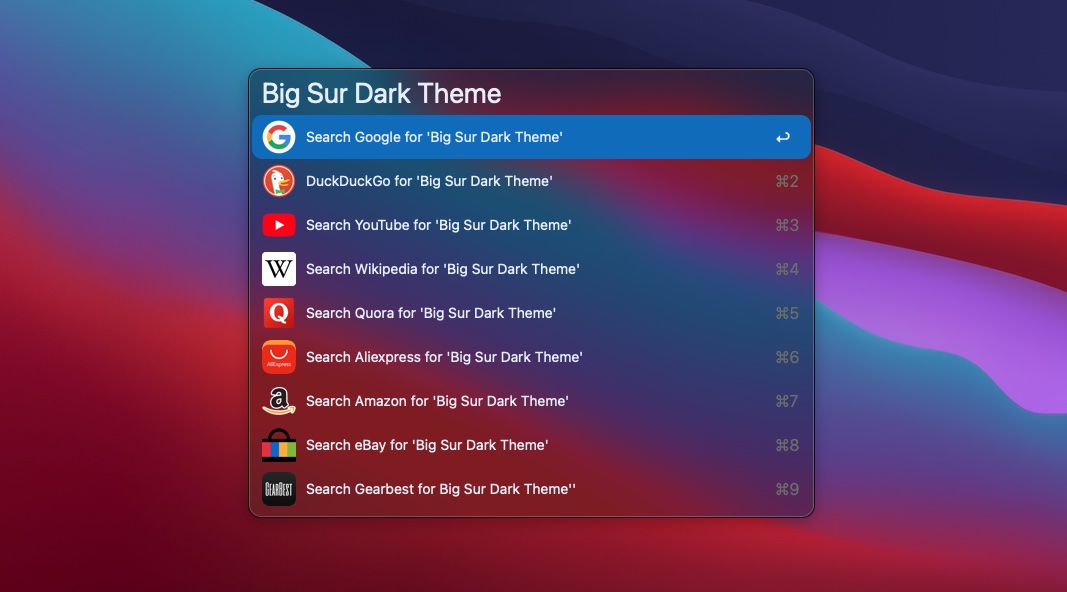 Big Sur Dark Theme
Search Google for 'Big Sur Dark Theme' ↩
DuckDuckGo for 'Big Sur Dark Theme' ⌘2
Search YouTube for 'Big Sur Dark Theme' ⌘3
W Search Wikipedia for 'Big Sur Dark Theme' ⌘4
Q Search Quora for 'Big Sur Dark Theme' ⌘5
AliExpress Search Aliexpress for 'Big Sur Dark Theme' ⌘6
a Search Amazon for 'Big Sur Dark Theme' ⌘7
Search eBay for 'Big Sur Dark Theme' ⌘8
GEARBEST Search Gearbest for Big Sur Dark Theme'' ⌘9